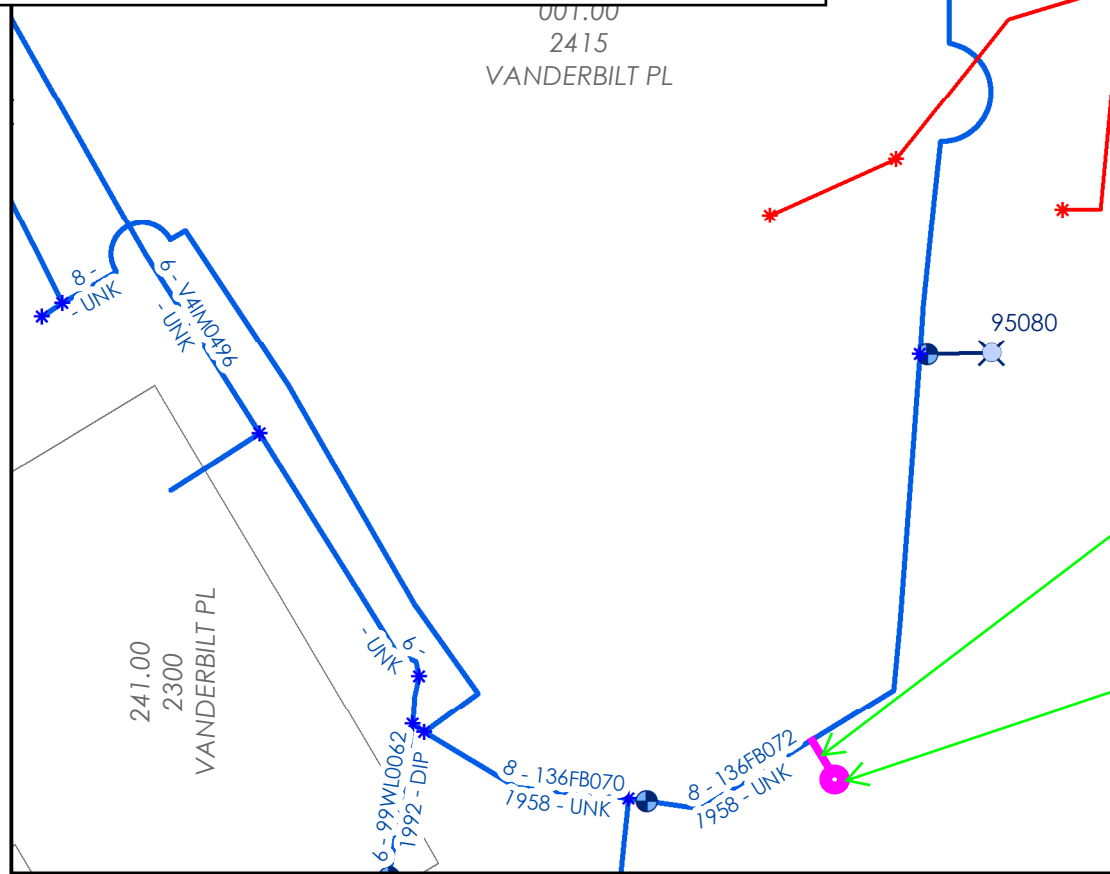 001.00
2415
VANDERBILT PL
95080
8 -
- UNK
6 - V4IM0496
- UNK
241.00
2300
VANDERBILT PL
6 -
- UNK
6 - 99WL0062
1992 - DIP
8 - 136FB070
1958 - UNK
8 - 136FB072
1958 - UNK